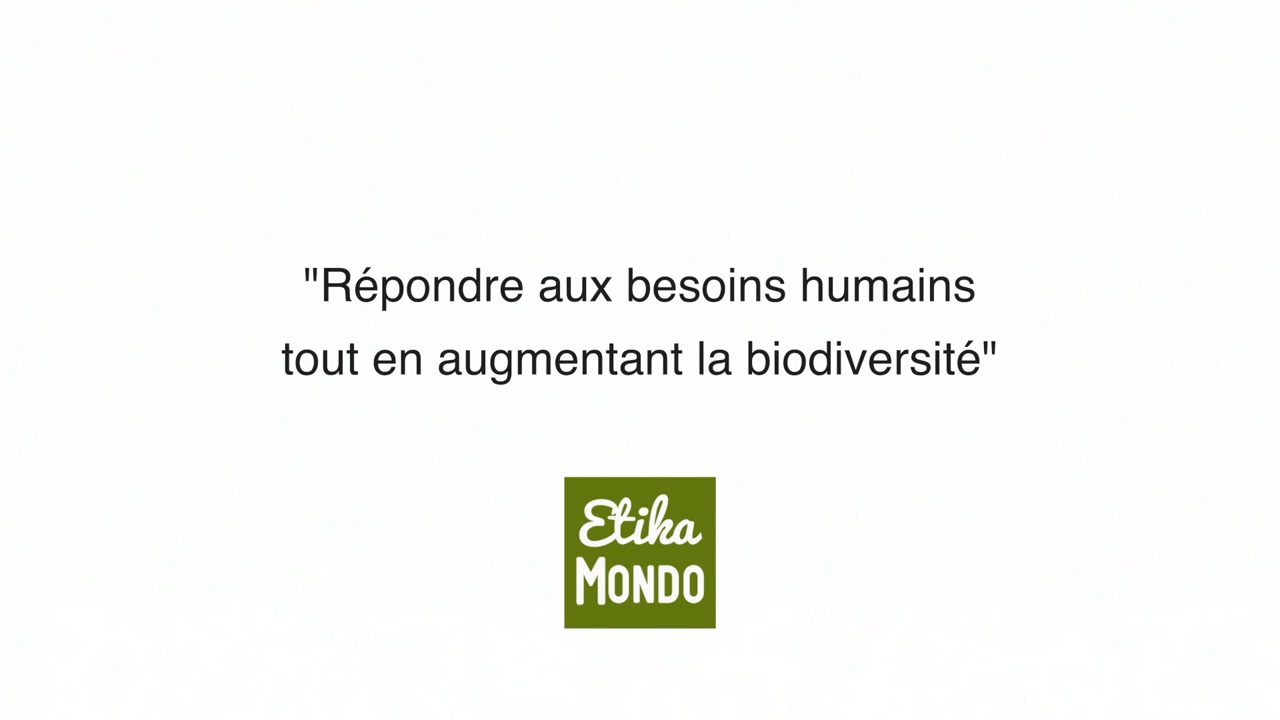 "Répondre aux besoins humains
tout en augmentant la biodiversité"
Etika
MONDO